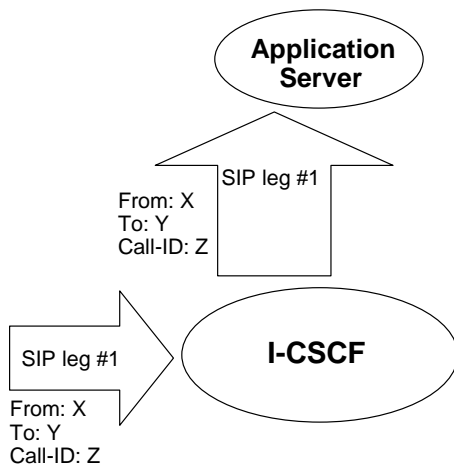 Application
Server
SIP leg #1
From: X
To: Y
Call-ID: Z
I-CSCF
SIP leg #1
From: X
To: Y
Call-ID: Z